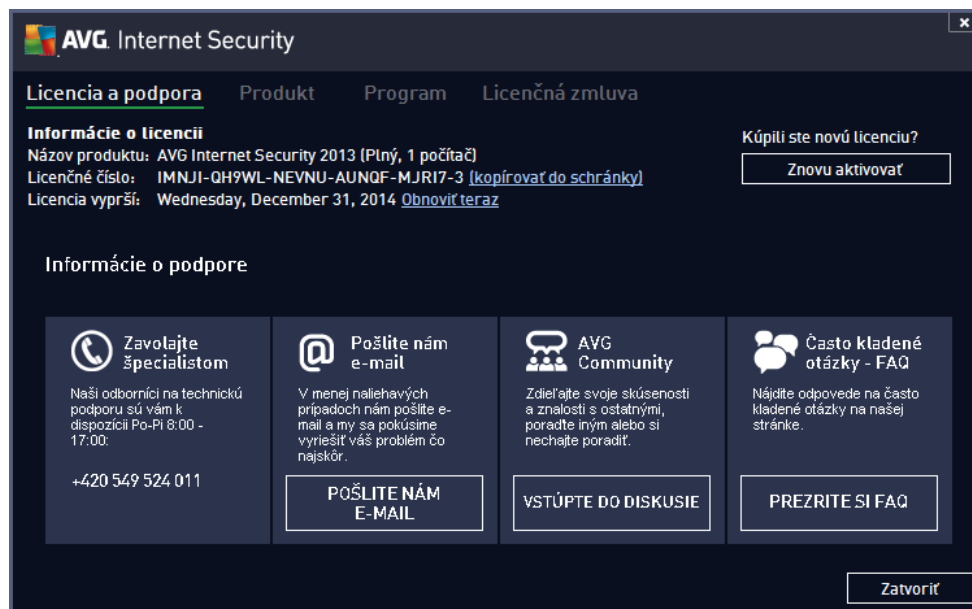 AVG. Internet Security
Licencia a podpora Produkt Program Licenčná zmluva
Informácie o licencii
Názov produktu: AVG Internet Security 2013 (Plný, 1 počítač)
Licenčné číslo: IMNJI-QH9WL-NEVNU-AUNQF-MJRI7-3 (kopírovať do schránky)
Licencia vyprší: Wednesday, December 31, 2014 Obnoviť teraz
Kúpili ste novú licenciu?
Znovu aktivovať
Informácie o podpore
Zavolajte
špecialistom
Naši odborníci na technickú
podporu sú vám k
dispozícii Po-Pi 8:00 -
17:00:
+420 549 524 011
Pošlite nám
e-mail
V menej naliehavých
prípadoch nám pošlite e-
mail a my sa pokúsime
vyriešiť váš problém čo
najskôr.
POŠLITE NÁM
E-MAIL
AVG
Community
Zdieľajte svoje skúsenosti
a znalosti s ostatnými,
poraďte iným alebo si
nechajte poradiť.
VSTÚPTE DO DISKUSIE
Často kladené
otázky - FAQ
Nájdite odpovede na často
kladené otázky na našej
stránke.
PREZRITE SI FAQ
Zatvoriť